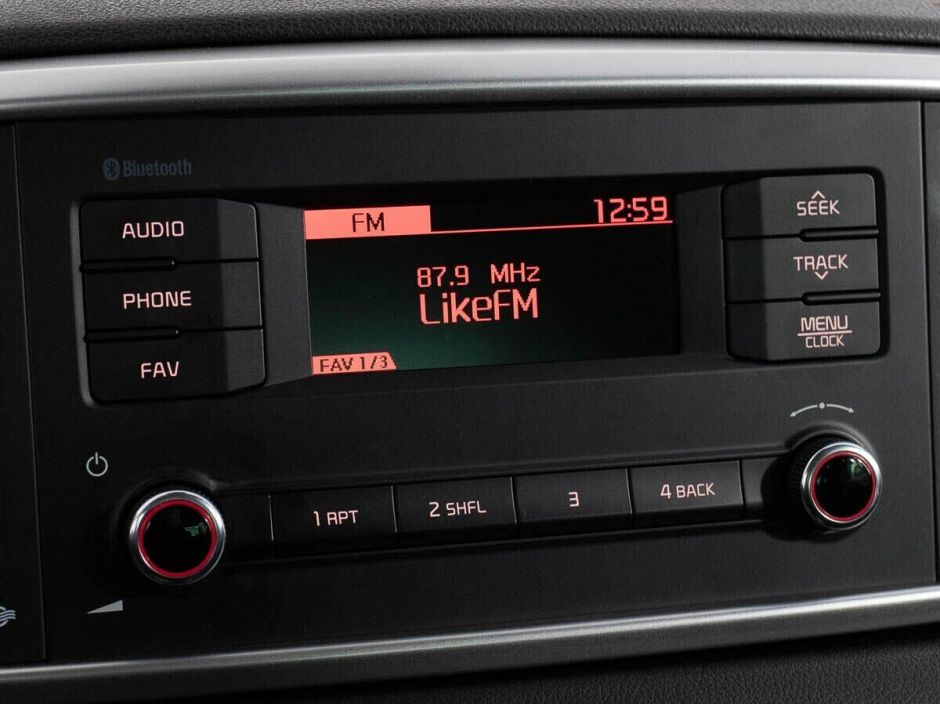 Bluetooth
AUDIO
PHONE
FAV
FM 12:59
87.9 MHz
LikeFM
FAV 1/3
SEEK
TRACK
MENU
CLOCK
1 RPT
2 SHFL
3
4 BACK